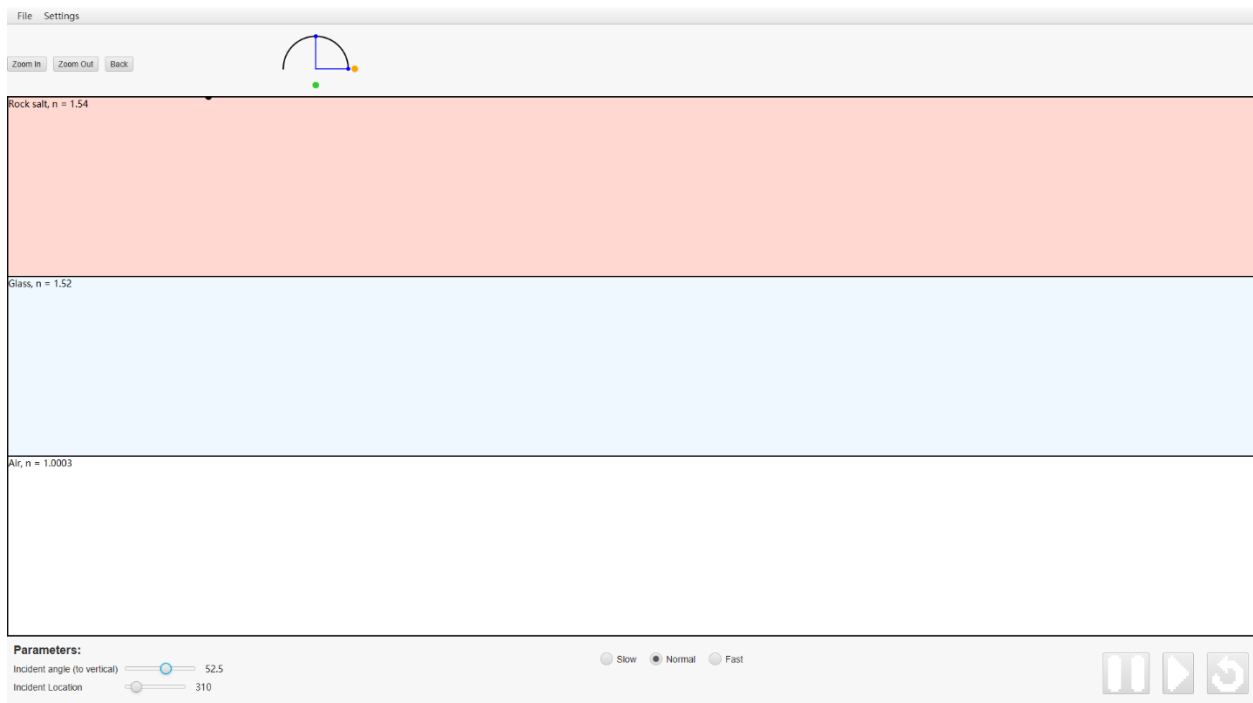 File Settings
Zoom In Zoom Out Back
Rock salt, n = 1.54
Glass, n = 1.52
Air, n = 1.0003
Parameters:
Incident angle (to vertical) 52.5
Incident Location 310
Slow Normal Fast